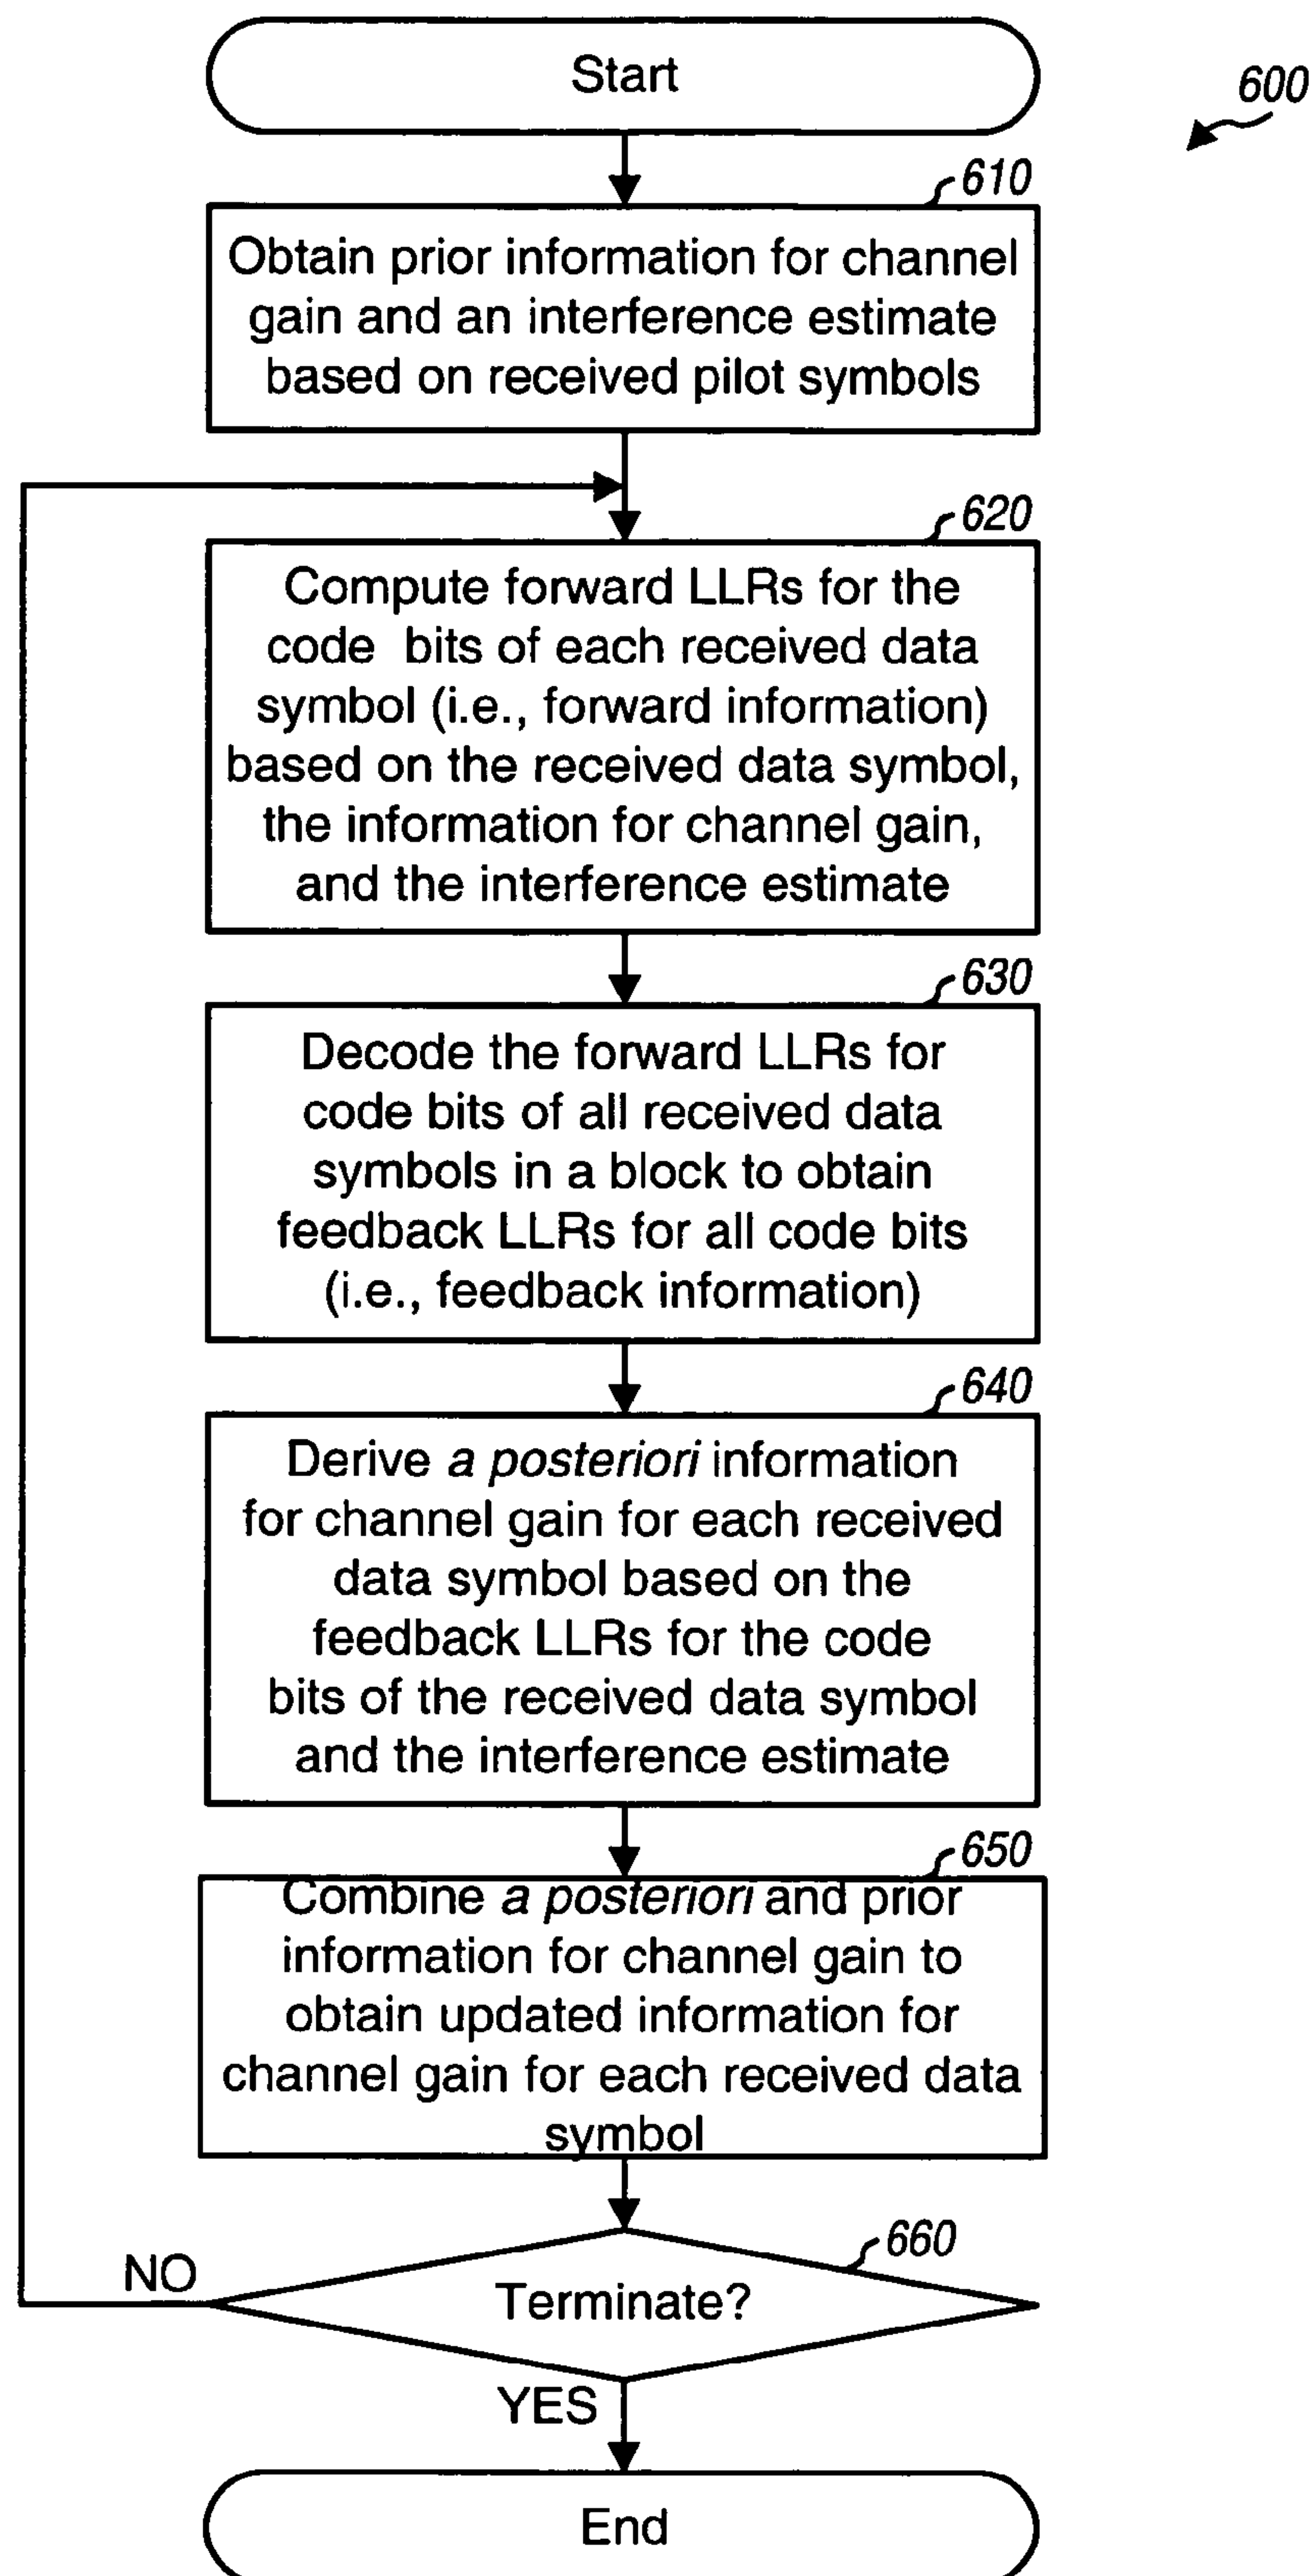 Start
600
610
Obtain prior information for channel
gain and an interference estimate
based on received pilot symbols
620
Compute forward LLRs for the
code bits of each received data
symbol (i.e., forward information)
based on the received data symbol,
the information for channel gain,
and the interference estimate
630
Decode the forward LLRs for
code bits of all received data
symbols in a block to obtain
feedback LLRs for all code bits
(i.e., feedback information)
640
Derive a posteriori information
for channel gain for each received
data symbol based on the
feedback LLRs for the code
bits of the received data symbol
and the interference estimate
650
Combine a posteriori and prior
information for channel gain to
obtain updated information for
channel gain for each received data
symbol
660
NO
Terminate?
YES
End